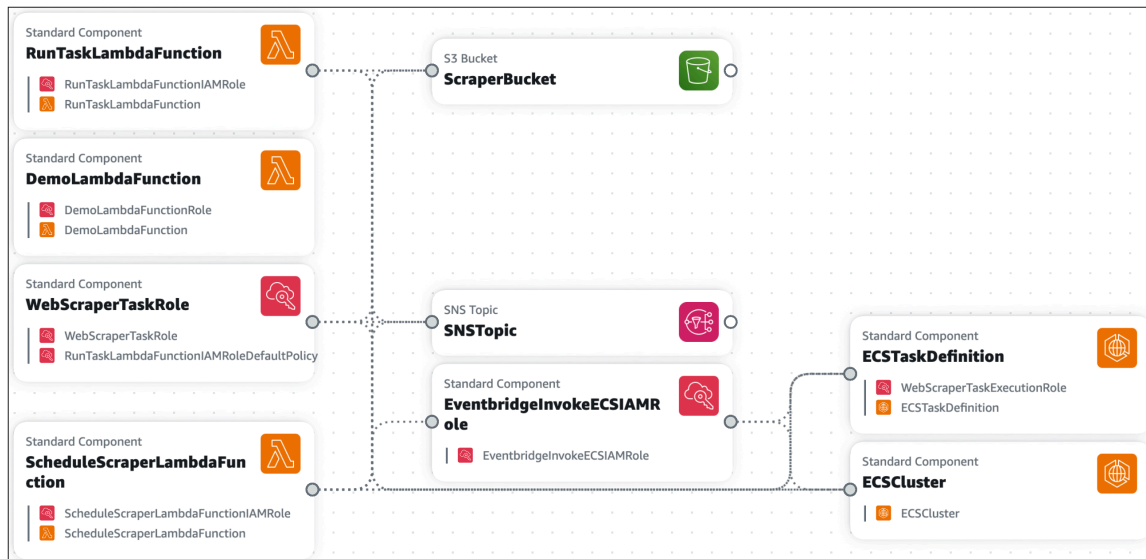 Standard Component
RunTaskLambdaFunction
RunTaskLambdaFunctionIAMRole
RunTaskLambdaFunction
S3 Bucket
ScraperBucket
Standard Component
DemoLambdaFunction
DemoLambdaFunctionRole
DemoLambdaFunction
Standard Component
WebScraperTaskRole
WebScraperTaskRole
RunTaskLambdaFunctionIAMRoleDefaultPolicy
SNS Topic
SNSTopic
Standard Component
EventbridgeInvokeECSIAMR
ole
EventbridgeInvokeECSIAMRole
Standard Component
ECSTaskDefinition
WebScraperTaskExecutionRole
ECSTaskDefinition
Standard Component
ScheduleScraperLambdaFun
ction
ScheduleScraperLambdaFunctionIAMRole
ScheduleScraperLambdaFunction
Standard Component
ECSCluster
ECSCluster